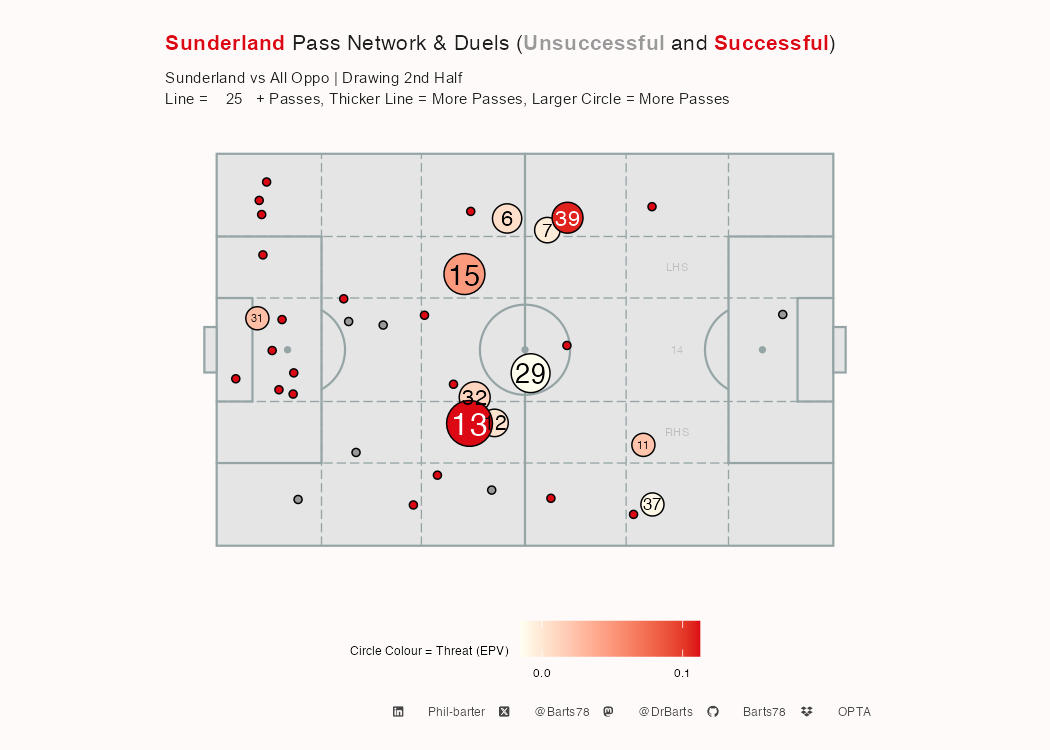 Sunderland Pass Network & Duels (Unsuccessful and Successful)
Sunderland vs All Oppo | Drawing 2nd Half
Line = 25 + Passes, Thicker Line = More Passes, Larger Circle = More Passes
6
7
39
LHS
15
31
14
29
32
13
RHS
11
37
Circle Colour = Threat (EPV)
0.0
0.1
Phil-barter @Barts78 @DrBarts Barts78 OPTA